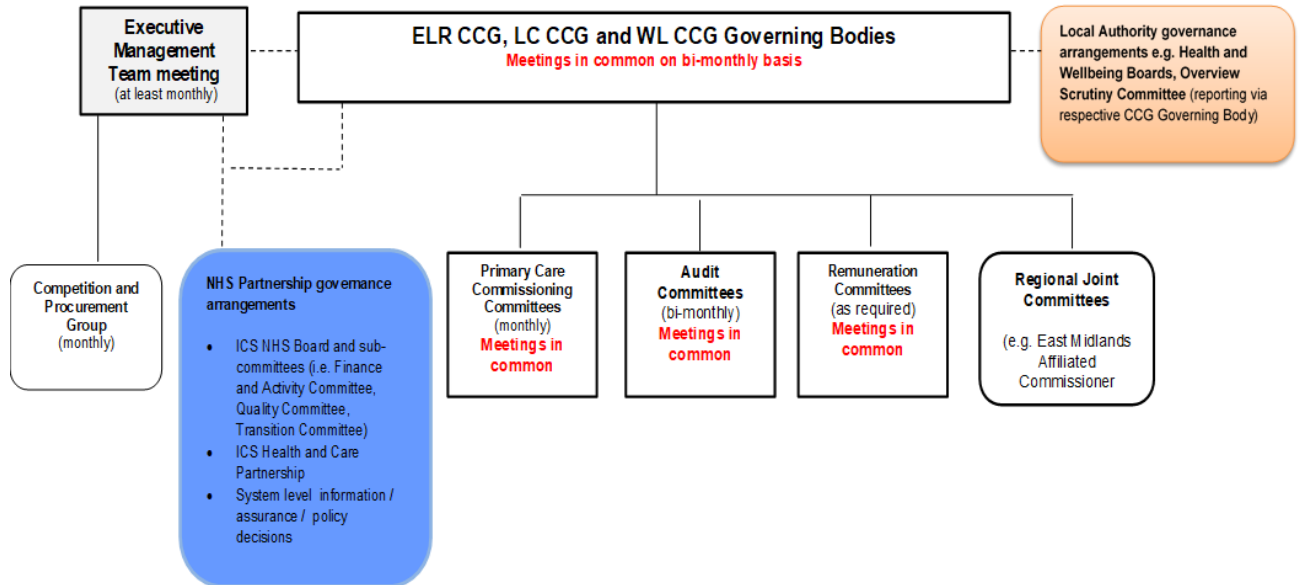 Executive
Management
Team meeting
(at least monthly)
ELR CCG, LC CCG and WL CCG Governing Bodies
Meetings in common on bi-monthly basis
Local Authority governance
arrangements e.g. Health and
Wellbeing Boards, Overview
Scrutiny Committee (reporting via
respective CCG Governing Body)
Competition and
Procurement
Group
(monthly)
NHS Partnership governance
arrangements
• ICS NHS Board and sub-
committees (i.e. Finance
and Activity Committee,
Quality Committee,
Transition Committee)
• ICS Health and Care
Partnership
• System level information /
assurance / policy
decisions
Primary Care
Commissioning
Committees
(monthly)
Meetings in
common
Audit
Committees
(bi-monthly)
Meetings in
common
Remuneration
Committees
(as required)
Meetings in
common
Regional Joint
Committees
(e.g. East Midlands
Affiliated
Commissioner